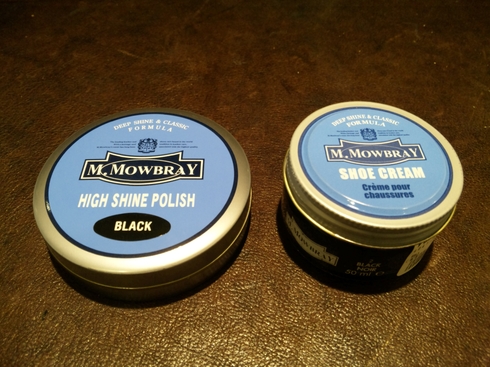 DEEP SHINE & CLASSIC
FORMULA
M. MOWBRAY
HIGH SHINE POLISH
BLACK
DEEP SHINE & CLASSIC
FORMULA
M. MOWBRAY
SHOE CREAM
Crème pour
chaussures
MOWBRAY
BLACK
NOIR
50 ml e